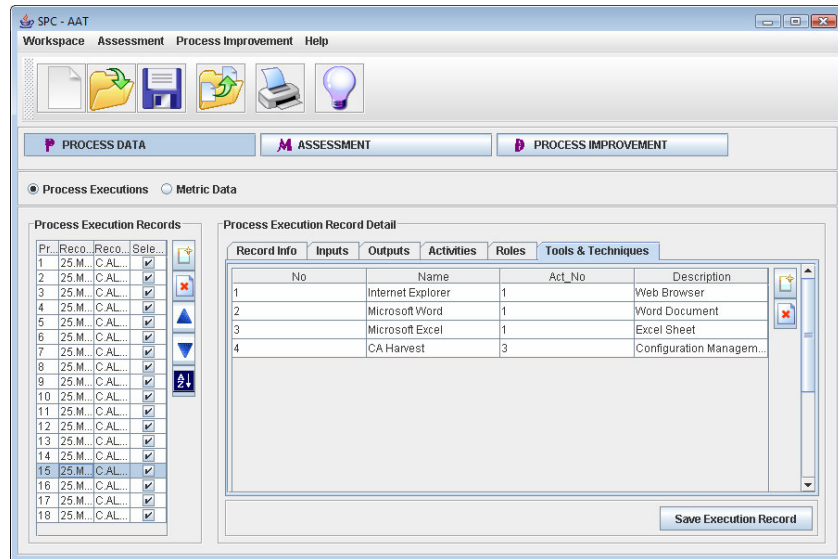 SPC - AAT
Workspace Assessment Process Improvement Help
P PROCESS DATA M ASSESSMENT PROCESS IMPROVEMENT
Process Executions Metric Data
Process Execution Records Process Execution Record Detail
Record Info Inputs Outputs Activities Roles Tools & Techniques
Pr... Reco... Reco... Sele...
No Name Act_No Description
1 Internet Explorer 1 Web Browser
2 Microsoft Word 1 Word Document
3 Microsoft Excel 1 Excel Sheet
4 CA Harvest 3 Configuration Managem...
1 25.M... C.AL...
2 25.M... C.AL...
3 25.M... C.AL...
4 25.M... C.AL...
5 25.M... C.AL...
6 25.M... C.AL...
7 25.M... C.AL...
8 25.M... C.AL...
9 25.M... C.AL...
10 25.M... C.AL...
11 25.M... C.AL...
12 25.M... C.AL...
13 25.M... C.AL...
14 25.M... C.AL...
15 25.M... C.AL...
16 25.M... C.AL...
17 25.M... C.AL...
18 25.M... C.AL...
A
Z
Save Execution Record